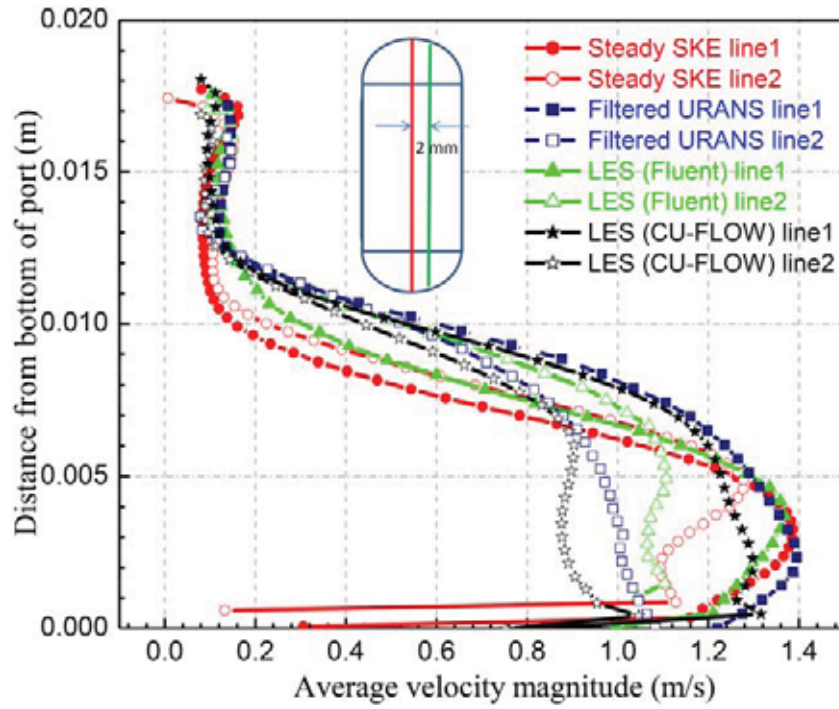 0.020
0.015
0.010
0.005
0.000
Distance from bottom of port (m)
2 mm
Steady SKE line1
Steady SKE line2
Filtered URANS line1
Filtered URANS line2
LES (Fluent) line1
LES (Fluent) line2
LES (CU-FLOW) line1
LES (CU-FLOW) line2
0.0 0.2 0.4 0.6 0.8 1.0 1.2 1.4
Average velocity magnitude (m/s)